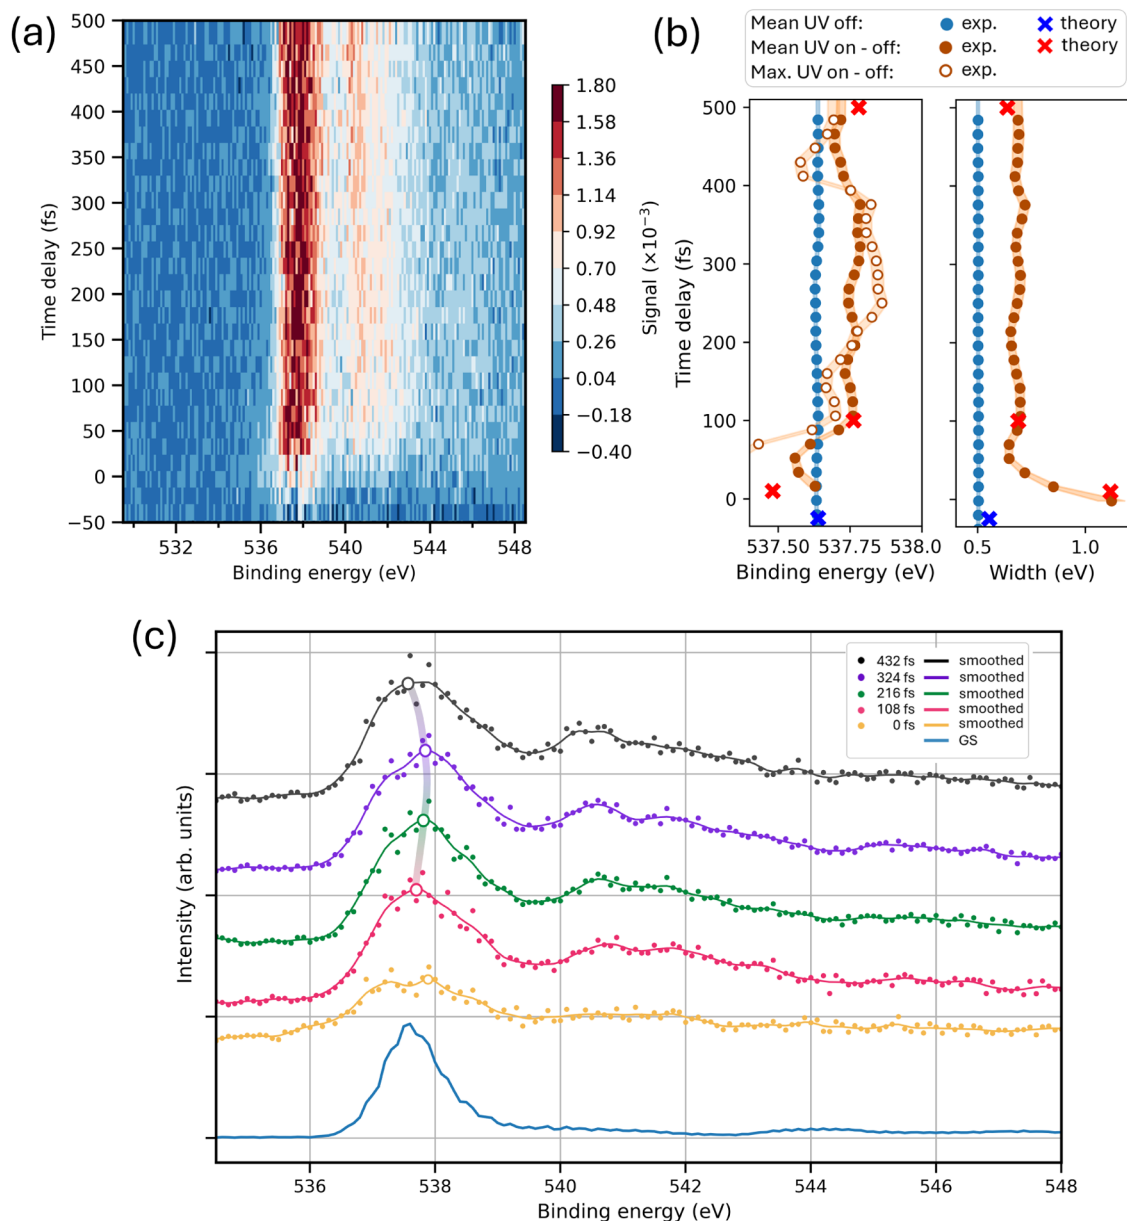 (a)
500
450
400
350
300
250
200
150
100
50
0
−50
Time delay (fs)
532
536
540
544
548
Binding energy (eV)
1.80
1.58
1.36
1.14
0.92
0.70
0.48
0.26
0.04
−0.18
−0.40
Signal (×10⁻³)
(b)
Mean UV off: exp. theory
Mean UV on - off: exp. theory
Max. UV on - off: exp.
500
400
300
200
100
0
Time delay (fs)
537.50 537.75 538.0
Binding energy (eV)
0.5 1.0
Width (eV)
(c)
432 fs smoothed
324 fs smoothed
216 fs smoothed
108 fs smoothed
0 fs smoothed
GS
Intensity (arb. units)
536 538 540 542 544 546 548
Binding energy (eV)